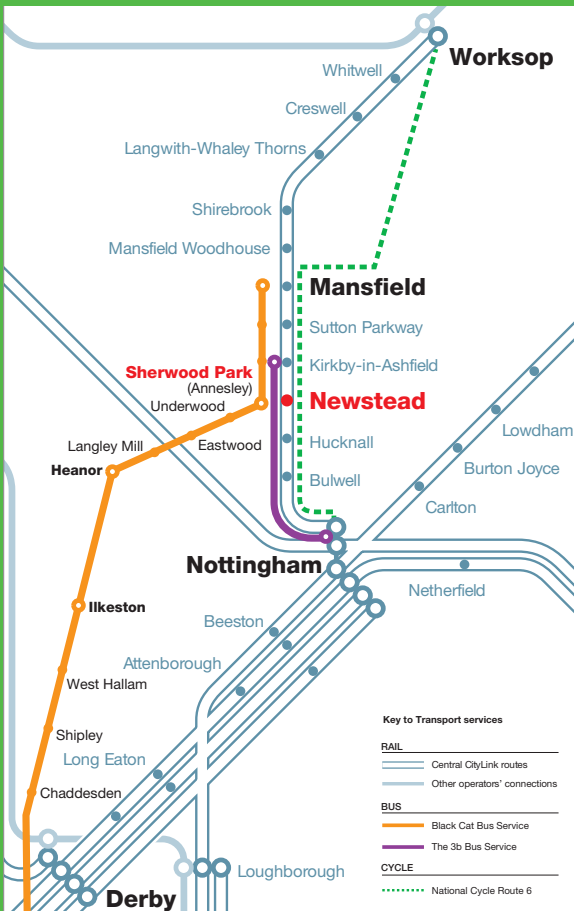 Worksop
Whitwell
Creswell
Langwith-Whaley Thorns
Shirebrook
Mansfield Woodhouse
Mansfield
Sutton Parkway
Kirkby-in-Ashfield
Sherwood Park
(Annesley)
Newstead
Underwood
Eastwood
Langley Mill
Heanor
Hucknall
Bulwell
Lowdham
Burton Joyce
Carlton
Nottingham
Netherfield
Ilkeston
Beeston
Attenborough
West Hallam
Shipley
Long Eaton
Chaddesden
Loughborough
Derby
Key to Transport services
RAIL
Central CityLink routes
Other operators' connections
BUS
Black Cat Bus Service
The 3b Bus Service
CYCLE
National Cycle Route 6